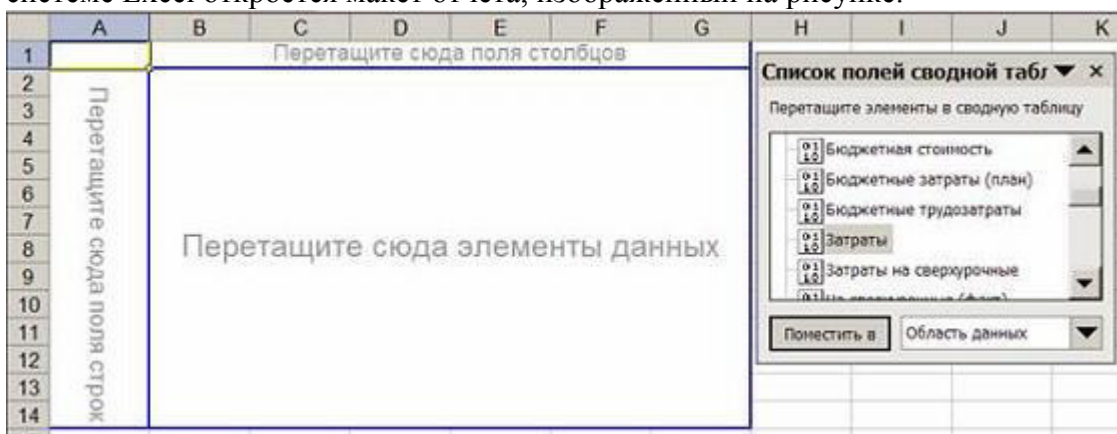 системе Excel откроется макет отчета, изображенный на рисунке.
A B C D E F G H I J K
1 Перетащите сюда поля столбцов
2
3
4
5
6
7
8
9
10
11
12
13
14
Перетащите сюда поля строк
Перетащите сюда элементы данных
Список полей сводной табл
Перетащите элементы в сводную таблицу
Бюджетная стоимость
Бюджетные затраты (план)
Бюджетные трудозатраты
Затраты
Затраты на сверхурочные
Поместить в Область данных